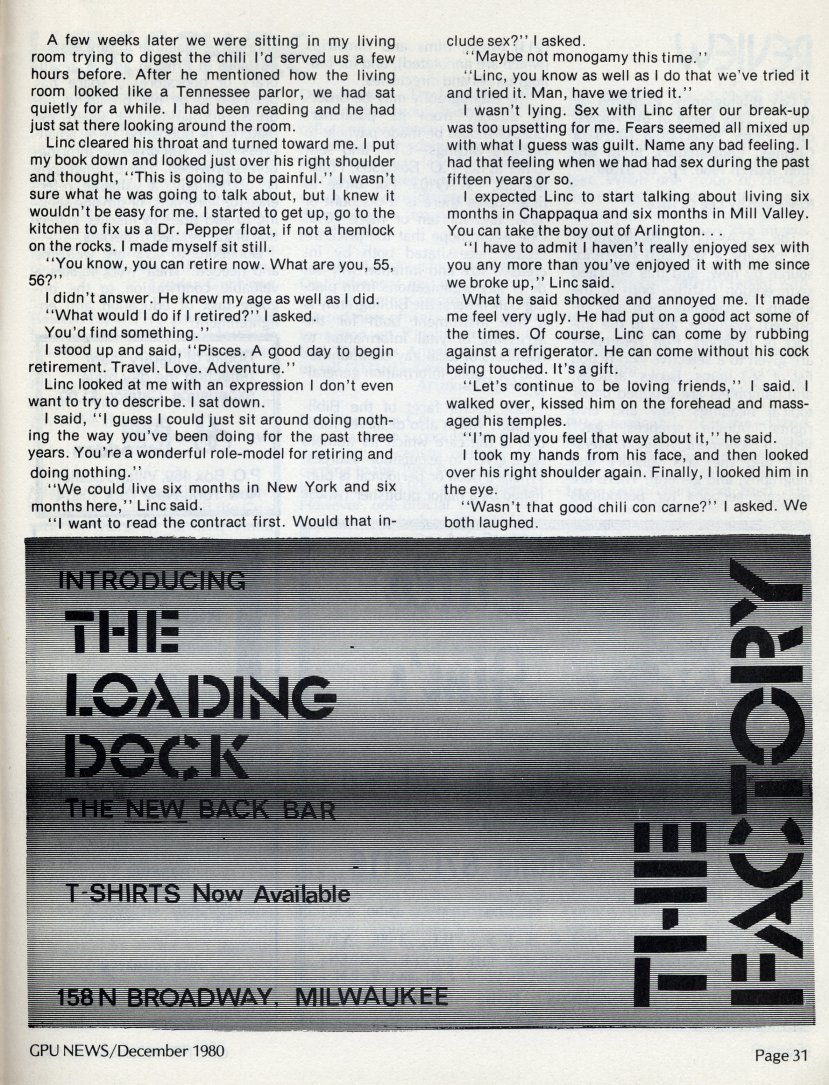 A few weeks later we were sitting in my living
room trying to digest the chili I'd served us a few
hours before. After he mentioned how the living
room looked like a Tennessee parlor, we had sat
quietly for a while. I had been reading and he had
just sat there looking around the room.
Linc cleared his throat and turned toward me. I put
my book down and looked just over his right shoulder
and thought, ‘‘This is going to be painful.’’ I wasn't
sure what he was going to talk about, but I knew it
wouldn't be easy for me. I started to get up, go to the
kitchen to fix us a Dr. Pepper float, if not a hemlock
on the rocks. I made myself sit still.
‘‘You know, you can retire now. What are you, 55,
56?’’
I didn't answer. He knew my age as well as I did.
‘‘What would I do if I retired?’’ I asked.
You'd find something.’’
I stood up and said, ‘‘Pisces. A good day to begin
retirement. Travel. Love. Adventure.’’
Linc looked at me with an expression I don't even
want to try to describe. I sat down.
I said, ‘‘I guess I could just sit around doing noth-
ing the way you've been doing for the past three
years. You're a wonderful role-model for retiring and
doing nothing.’’
‘‘We could live six months in New York and six
months here,’’ Linc said.
‘‘I want to read the contract first. Would that in-
clude sex?’’ I asked.
‘‘Maybe not monogamy this time.’’
‘‘Linc, you know as well as I do that we've tried it
and tried it. Man, have we tried it.’’
I wasn't lying. Sex with Linc after our break-up
was too upsetting for me. Fears seemed all mixed up
with what I guess was guilt. Name any bad feeling. I
had that feeling when we had had sex during the past
fifteen years or so.
I expected Linc to start talking about living six
months in Chappaqua and six months in Mill Valley.
You can take the boy out of Arlington. . .
‘‘I have to admit I haven't really enjoyed sex with
you any more than you've enjoyed it with me since
we broke up,’’ Linc said.
What he said shocked and annoyed me. It made
me feel very ugly. He had put on a good act some of
the times. Of course, Linc can come by rubbing
against a refrigerator. He can come without his cock
being touched. It's a gift.
‘‘Let's continue to be loving friends,’’ I said. I
walked over, kissed him on the forehead and mass-
aged his temples.
‘‘I'm glad you feel that way about it,’’ he said.
I took my hands from his face, and then looked
over his right shoulder again. Finally, I looked him in
the eye.
‘‘Wasn't that good chili con carne?’’ I asked. We
both laughed.
INTRODUCING
THE
LOADING
DOCK
THE NEW BACK BAR
T-SHIRTS Now Available
158 N BROADWAY, MILWAUKEE
THE
FACTORY
GPU NEWS/December 1980
Page 31